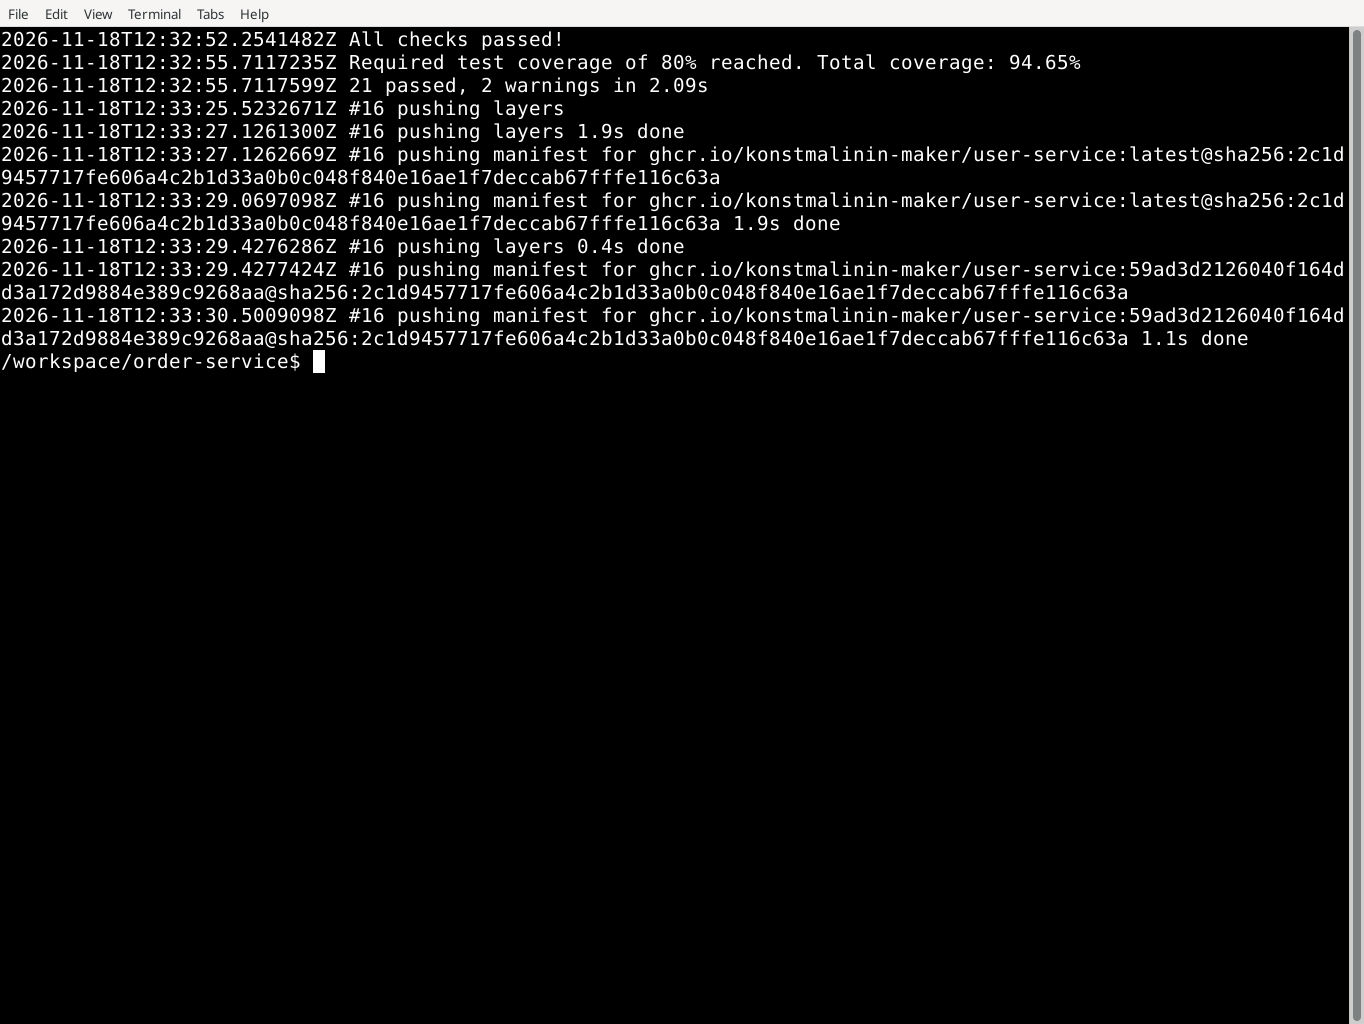 File Edit View Terminal Tabs Help
2026-11-18T12:32:52.2541482Z All checks passed!
2026-11-18T12:32:55.7117235Z Required test coverage of 80% reached. Total coverage: 94.65%
2026-11-18T12:32:55.7117599Z 21 passed, 2 warnings in 2.09s
2026-11-18T12:33:25.5232671Z #16 pushing layers
2026-11-18T12:33:27.1261300Z #16 pushing layers 1.9s done
2026-11-18T12:33:27.1262669Z #16 pushing manifest for ghcr.io/konstmalinin-maker/user-service:latest@sha256:2c1d
9457717fe606a4c2b1d33a0b0c048f840e16ae1f7deccab67fffe116c63a
2026-11-18T12:33:29.0697098Z #16 pushing manifest for ghcr.io/konstmalinin-maker/user-service:latest@sha256:2c1d
9457717fe606a4c2b1d33a0b0c048f840e16ae1f7deccab67fffe116c63a 1.9s done
2026-11-18T12:33:29.4276286Z #16 pushing layers 0.4s done
2026-11-18T12:33:29.4277424Z #16 pushing manifest for ghcr.io/konstmalinin-maker/user-service:59ad3d2126040f164d
d3a172d9884e389c9268aa@sha256:2c1d9457717fe606a4c2b1d33a0b0c048f840e16ae1f7deccab67fffe116c63a
2026-11-18T12:33:30.5009098Z #16 pushing manifest for ghcr.io/konstmalinin-maker/user-service:59ad3d2126040f164d
d3a172d9884e389c9268aa@sha256:2c1d9457717fe606a4c2b1d33a0b0c048f840e16ae1f7deccab67fffe116c63a 1.1s done
/workspace/order-service$